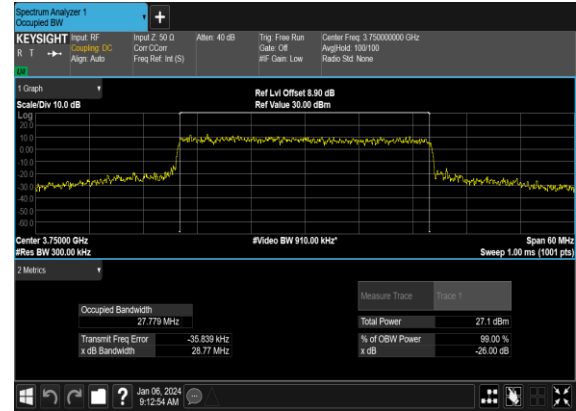 Spectrum Analyzer 1
Occupied BW
KEYSIGHT
R T
LV
Input: RF
Coupling: DC
Align: Auto
Input Z: 50 Ω
Corr CCorr
Freq Ref: Int (S)
Atten: 40 dB
Trig: Free Run
Gate: Off
#IF Gain: Low
Center Freq: 3.750000000 GHz
Avg|Hold: 100/100
Radio Std: None
1 Graph
Scale/Div 10.0 dB
Ref Lvl Offset 8.90 dB
Ref Value 30.00 dBm
Log
20.0
10.0
0.00
-10.0
-20.0
-30.0
-40.0
-50.0
-60.0
Center 3.75000 GHz
#Res BW 300.00 kHz
#Video BW 910.00 kHz*
Span 60 MHz
Sweep 1.00 ms (1001 pts)
2 Metrics
Measure Trace Trace 1
Occupied Bandwidth
27.779 MHz
Total Power 27.1 dBm
Transmit Freq Error -35.839 kHz
x dB Bandwidth 28.77 MHz
% of OBW Power 99.00 %
x dB -26.00 dB
?
Jan 06, 2024
9:12:54 AM